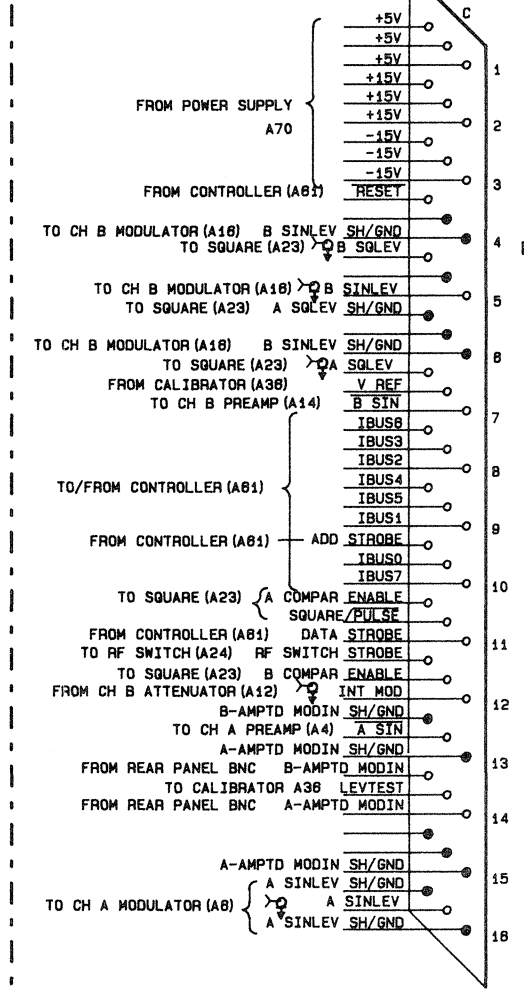 C
+5V
+5V
+5V
1
+15V
+15V
FROM POWER SUPPLY
+15V
2
A70
-15V
-15V
-15V
3
FROM CONTROLLER (A61) RESET
TO CH B MODULATOR (A16) B SINLEV SH/GND
4
TO SQUARE (A23) B SQLEV
TO CH B MODULATOR (A16) B SINLEV
5
TO SQUARE (A23) A SQLEV SH/GND
TO CH B MODULATOR (A16) B SINLEV SH/GND
6
TO SQUARE (A23) A SQLEV
FROM CALIBRATOR (A36) V REF
TO CH B PREAMP (A14) B SIN
7
IBUS6
IBUS3
IBUS2
8
TO/FROM CONTROLLER (A61)
IBUS4
IBUS5
IBUS1
9
FROM CONTROLLER (A61) ADD STROBE
IBUS0
IBUS7
10
TO SQUARE (A23) A COMPAR ENABLE
SQUARE/PULSE
FROM CONTROLLER (A61) DATA STROBE
11
TO RF SWITCH (A24) RF SWITCH STROBE
TO SQUARE (A23) B COMPAR ENABLE
FROM CH B ATTENUATOR (A12) INT MOD
12
B-AMPTD MODIN SH/GND
TO CH A PREAMP (A4) A SIN
A-AMPTD MODIN SH/GND
13
FROM REAR PANEL BNC B-AMPTD MODIN
TO CALIBRATOR A36 LEVTEST
FROM REAR PANEL BNC A-AMPTD MODIN
14
A-AMPTD MODIN SH/GND
15
A SINLEV SH/GND
TO CH A MODULATOR (A6)
A SINLEV
A SINLEV SH/GND
16